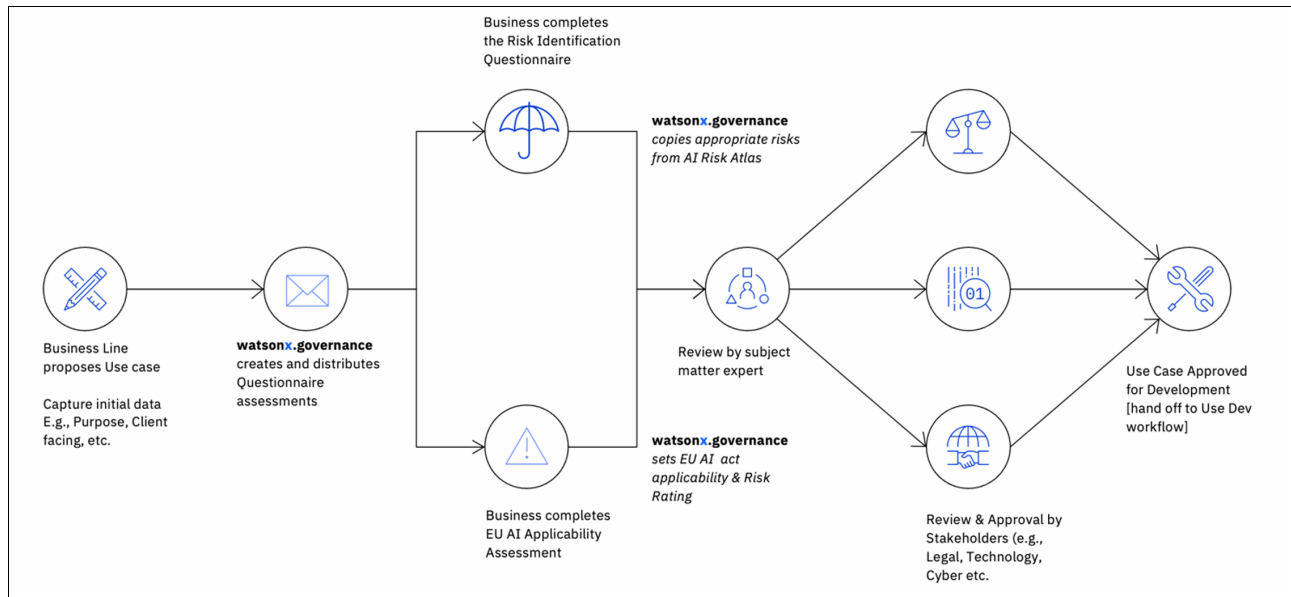 Business completes
the Risk Identification
Questionnaire
watsonx.governance
copies appropriate risks
from AI Risk Atlas
01
Business Line
proposes Use case
Capture initial data
E.g., Purpose, Client
facing, etc.
watsonx.governance
creates and distributes
Questionnaire
assessments
Review by subject
matter expert
Use Case Approved
for Development
[hand off to Use Dev
workflow]
watsonx.governance
sets EU AI act
applicability & Risk
Rating
Business completes
EU AI Applicability
Assessment
Review & Approval by
Stakeholders (e.g.,
Legal, Technology,
Cyber etc.